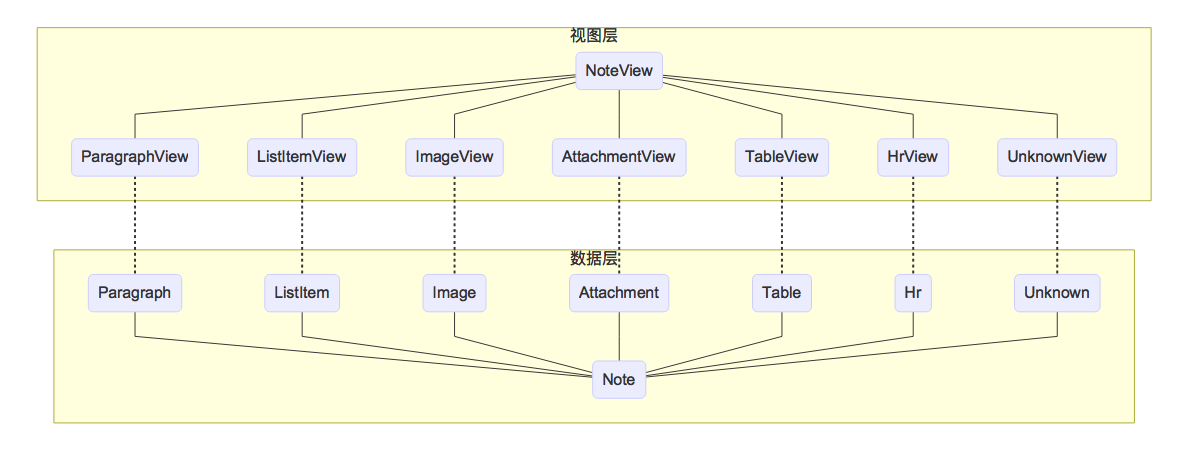 视图层
NoteView
ParagraphView ListItemView ImageView AttachmentView TableView HrView UnknownView
数据层
Paragraph ListItem Image Attachment Table Hr Unknown
Note